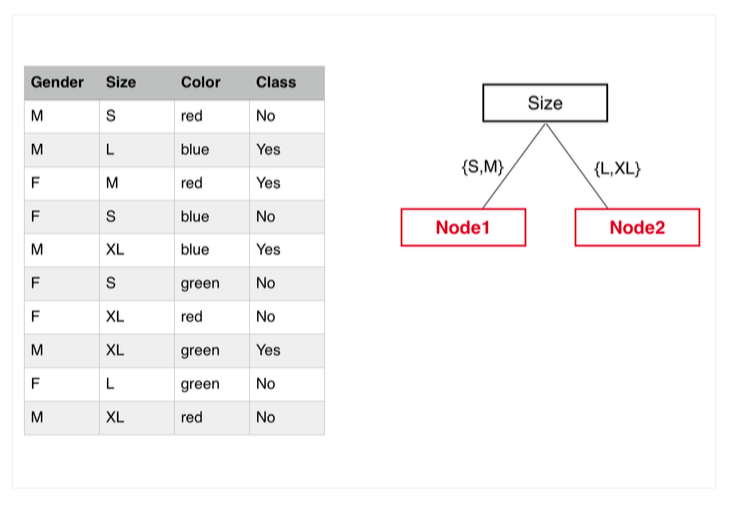 Gender Size Color Class
M S red No
M L blue Yes
F M red Yes
F S blue No
M XL blue Yes
F S green No
F XL red No
M XL green Yes
F L green No
M XL red No
Size
{S,M} {L,XL}
Node1 Node2